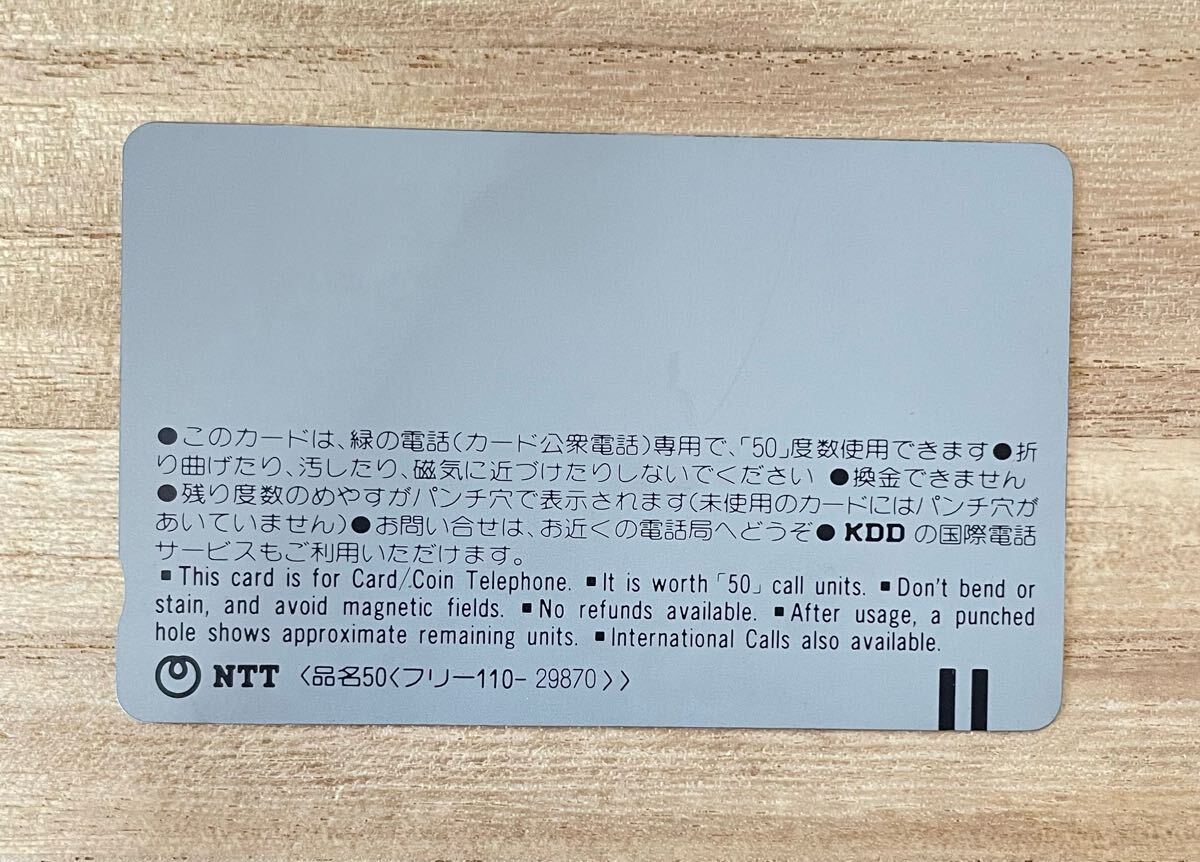 ●このカードは、緑の電話(カード公衆電話)専用で、「50」度数使用できます●折
り曲げたり、汚したり、磁気に近づけたりしないでください ●換金できません
●残り度数のめやすがパンチ穴で表示されます(未使用のカードにはパンチ穴が
あいていません)●お問い合せは、お近くの電話局へどうぞ●KDDの国際電話
サービスもご利用いただけます。
▪This card is for Card/Coin Telephone. ▪It is worth「50」call units. ▪Don't bend or
stain, and avoid magnetic fields. ▪No refunds available. ▪After usage, a punched
hole shows approximate remaining units. ▪International Calls also available.
NTT 〈品名50〈フリー110-29870〉〉